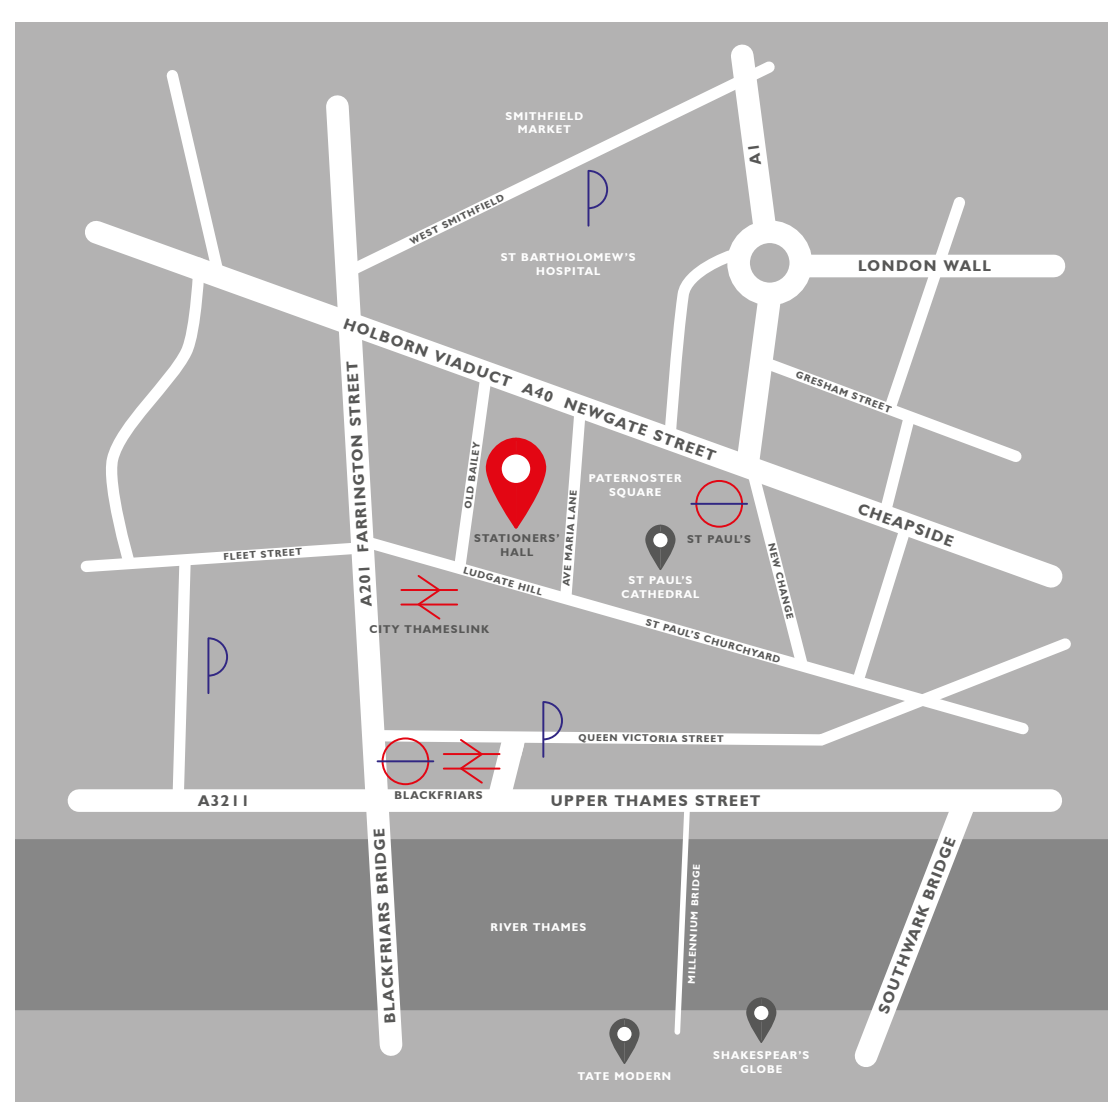 SMITHFIELD
MARKET
A1
WEST SMITHFIELD
ST BARTHOLOMEW'S
HOSPITAL
LONDON WALL
HOLBORN VIADUCT A40 NEWGATE STREET
GRESHAM STREET
A201 FARRINGTON STREET
OLD BAILEY
AVE MARIA LANE
PATERNOSTER
SQUARE
CHEAPSIDE
STATIONERS'
HALL
ST PAUL'S
NEW CHANGE
FLEET STREET
LUDGATE HILL
ST PAUL'S
CATHEDRAL
CITY THAMESLINK
ST PAUL'S CHURCHYARD
QUEEN VICTORIA STREET
BLACKFRIARS
A3211
UPPER THAMES STREET
BLACKFRIARS BRIDGE
RIVER THAMES
MILLENNIUM BRIDGE
SOUTHWARK BRIDGE
TATE MODERN
SHAKESPEAR'S
GLOBE